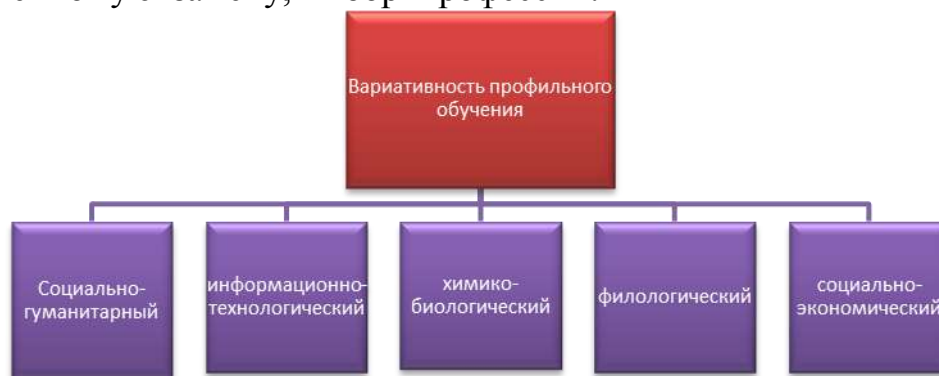 Вариативность профильного
обучения
Социально-
гуманитарный
информационно-
технологический
химико-
биологический
филологический
социально-
экономический